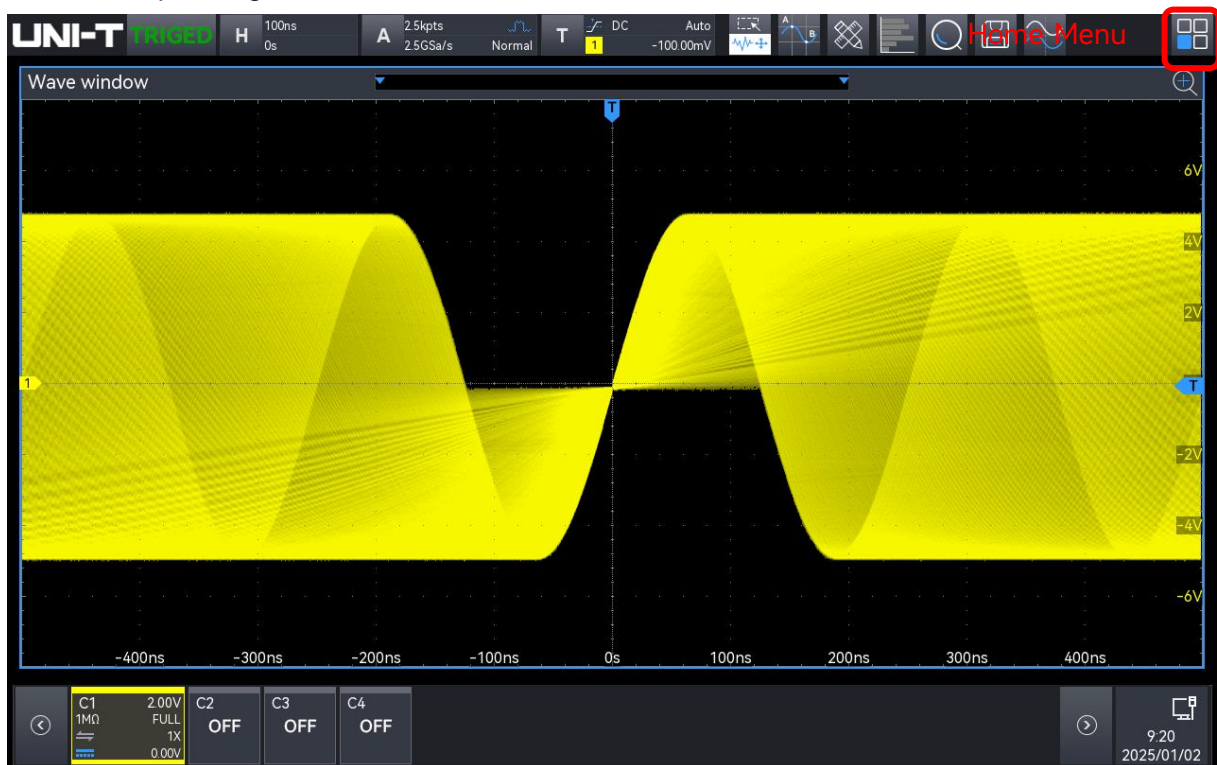 UNI-T TRIGED H 100ns A 2.5kpts T DC Auto Home Menu
0s 2.5GSa/s Normal 1 -100.00mV
A B
Wave window
T
6V
4V
2V
1 T
-2V
-4V
-6V
-400ns -300ns -200ns -100ns 0s 100ns 200ns 300ns 400ns
C1 2.00V C2 C3 C4
1MΩ FULL OFF OFF OFF
1X
0.00V
9:20
2025/01/02